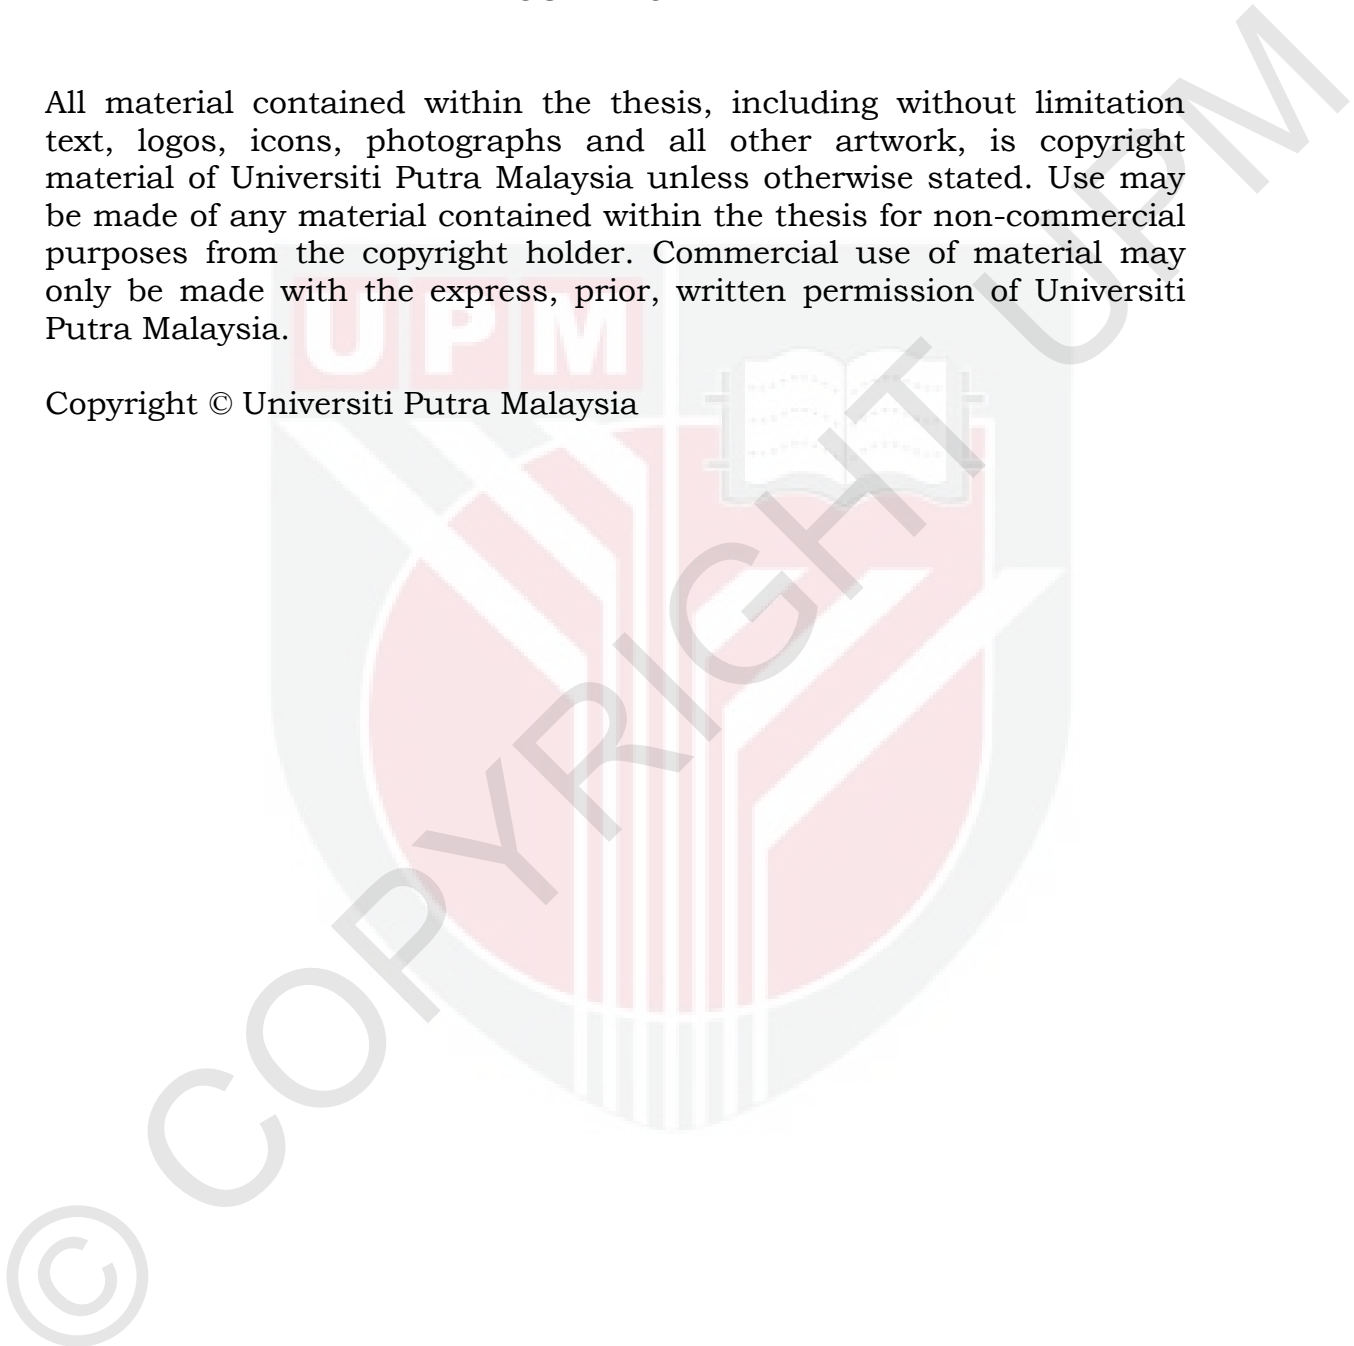 All material contained within the thesis, including without limitation
text, logos, icons, photographs and all other artwork, is copyright
material of Universiti Putra Malaysia unless otherwise stated. Use may
be made of any material contained within the thesis for non-commercial
purposes from the copyright holder. Commercial use of material may
only be made with the express, prior, written permission of Universiti
Putra Malaysia.
Copyright © Universiti Putra Malaysia
UPM
© COPYRIGHT UPM